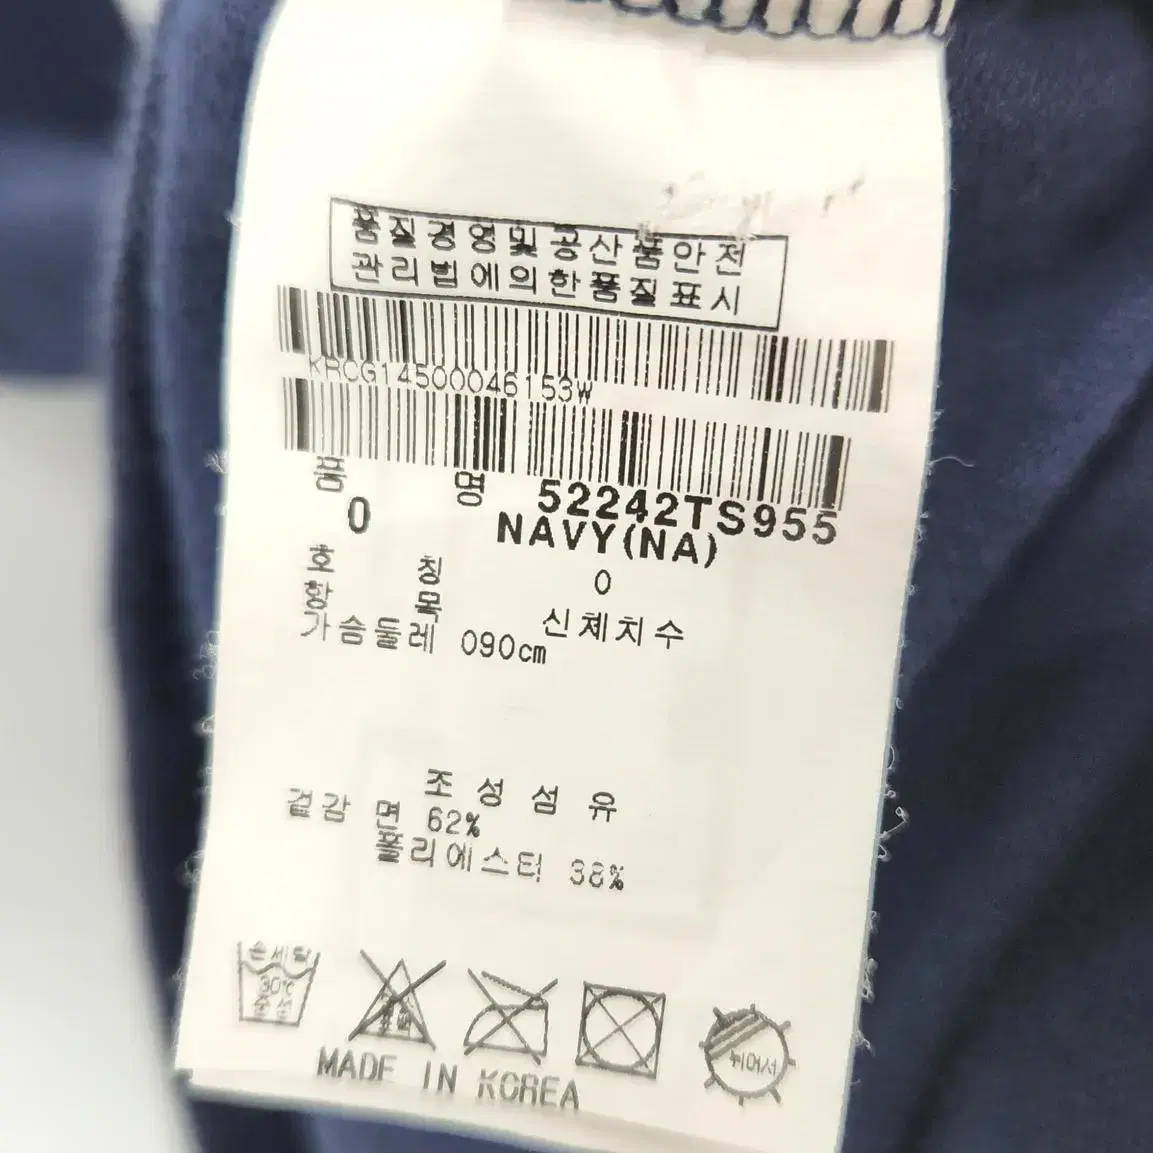 품질경영및공산품안전
관리법에의한품질표시
KRCG14500046153W
품 명 52242TS955
0 NAVY(NA)
호 칭 0
항 목 신체치수
가슴둘레 090cm
조성섬유
겉감 면 62%
폴리에스터 38%
손세탁
30℃
중성
뉘어서
MADE IN KOREA